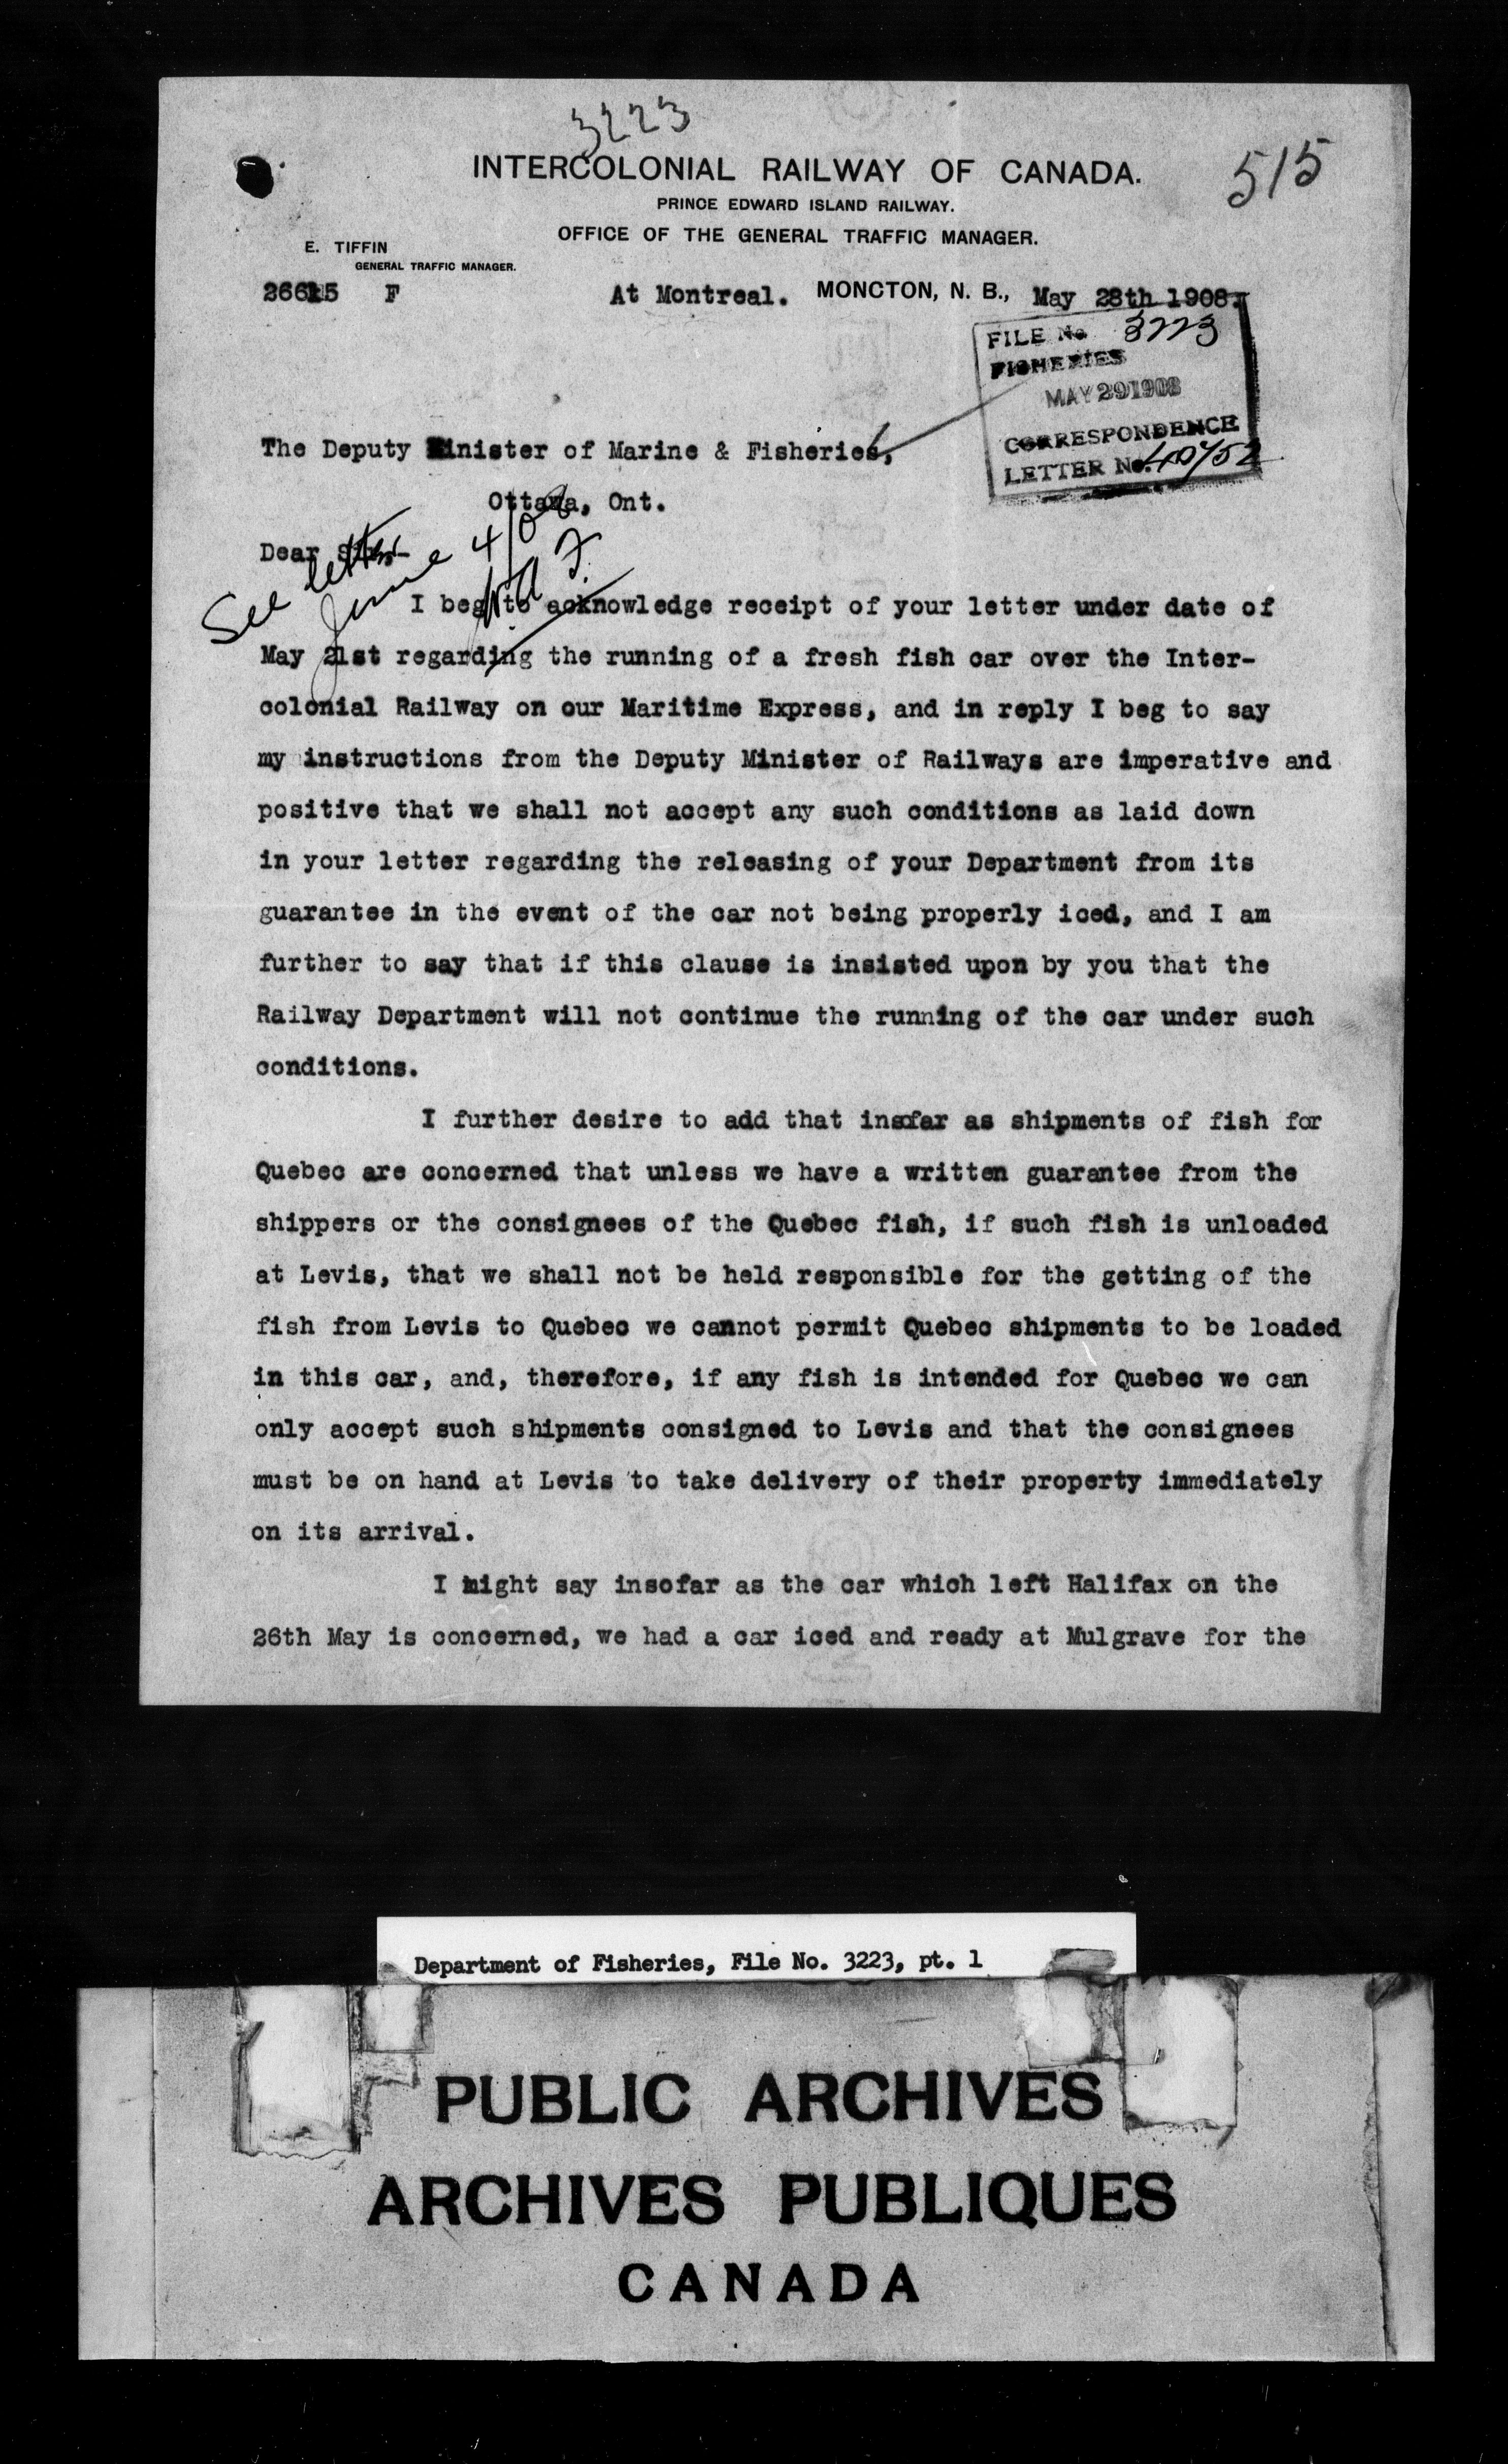 3223
515
INTERCOLONIAL RAILWAY OF CANADA.
PRINCE EDWARD ISLAND RAILWAY.
OFFICE OF THE GENERAL TRAFFIC MANAGER.
E. TIFFIN
GENERAL TRAFFIC MANAGER.
26615 F At Montreal. MONCTON, N. B., May 28th 1908.
FILE No 3223
FISHERIES
MAY 29 1908
CORRESPONDENCE
LETTER No.
The Deputy Minister of Marine & Fisheries,
Ottawa, Ont.
Dear Sir:-
See letter
June 4/08
I beg to acknowledge receipt of your letter under date of
May 21st regarding the running of a fresh fish car over the Inter-
colonial Railway on our Maritime Express, and in reply I beg to say
my instructions from the Deputy Minister of Railways are imperative and
positive that we shall not accept any such conditions as laid down
in your letter regarding the releasing of your Department from its
guarantee in the event of the car not being properly iced, and I am
further to say that if this clause is insisted upon by you that the
Railway Department will not continue the running of the car under such
conditions.
I further desire to add that insofar as shipments of fish for
Quebec are concerned that unless we have a written guarantee from the
shippers or the consignees of the Quebec fish, if such fish is unloaded
at Levis, that we shall not be held responsible for the getting of the
fish from Levis to Quebec we cannot permit Quebec shipments to be loaded
in this car, and, therefore, if any fish is intended for Quebec we can
only accept such shipments consigned to Levis and that the consignees
must be on hand at Levis to take delivery of their property immediately
on its arrival.
I might say insofar as the car which left Halifax on the
26th May is concerned, we had a car iced and ready at Mulgrave for the
Department of Fisheries, File No. 3223, pt. 1
PUBLIC ARCHIVES
ARCHIVES PUBLIQUES
CANADA